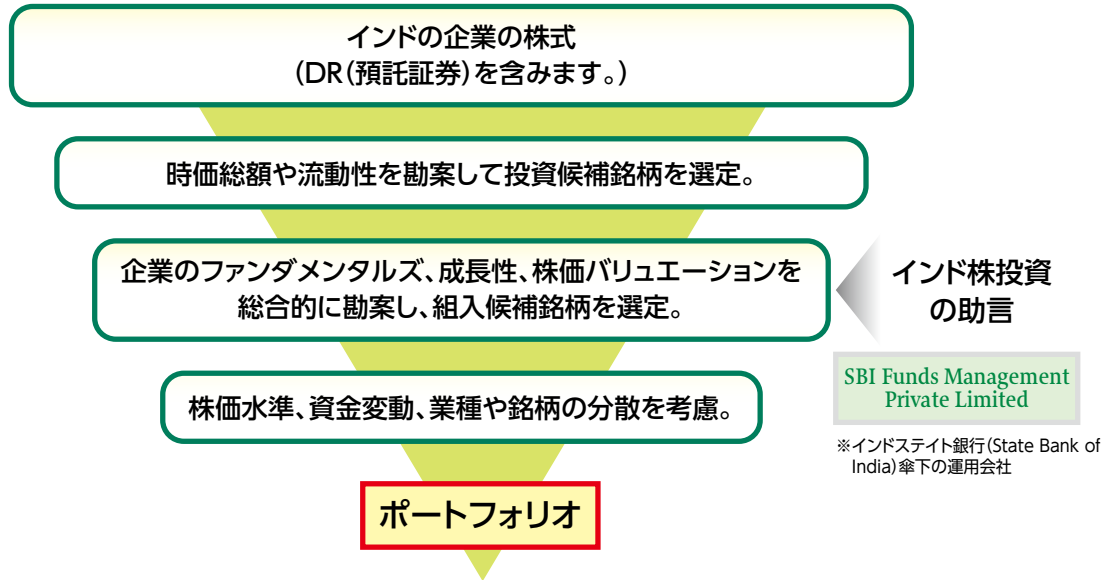 インドの企業の株式
(DR(預託証券)を含みます。)
時価総額や流動性を勘案して投資候補銘柄を選定。
企業のファンダメンタルズ、成長性、株価バリュエーションを
総合的に勘案し、組入候補銘柄を選定。
インド株投資
の助言
SBI Funds Management
Private Limited
※インドステイト銀行(State Bank of
India)傘下の運用会社
株価水準、資金変動、業種や銘柄の分散を考慮。
ポートフォリオ